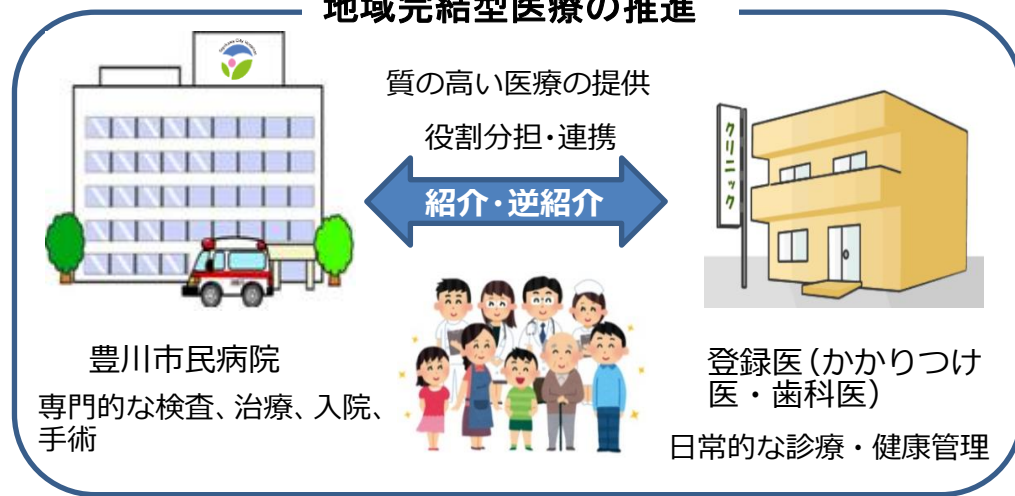 地域完結型医療の推進
質の高い医療の提供
役割分担・連携
紹介・逆紹介
クリニック
豊川市民病院
専門的な検査、治療、入院、
手術
登録医(かかりつけ
医・歯科医)
日常的な診療・健康管理